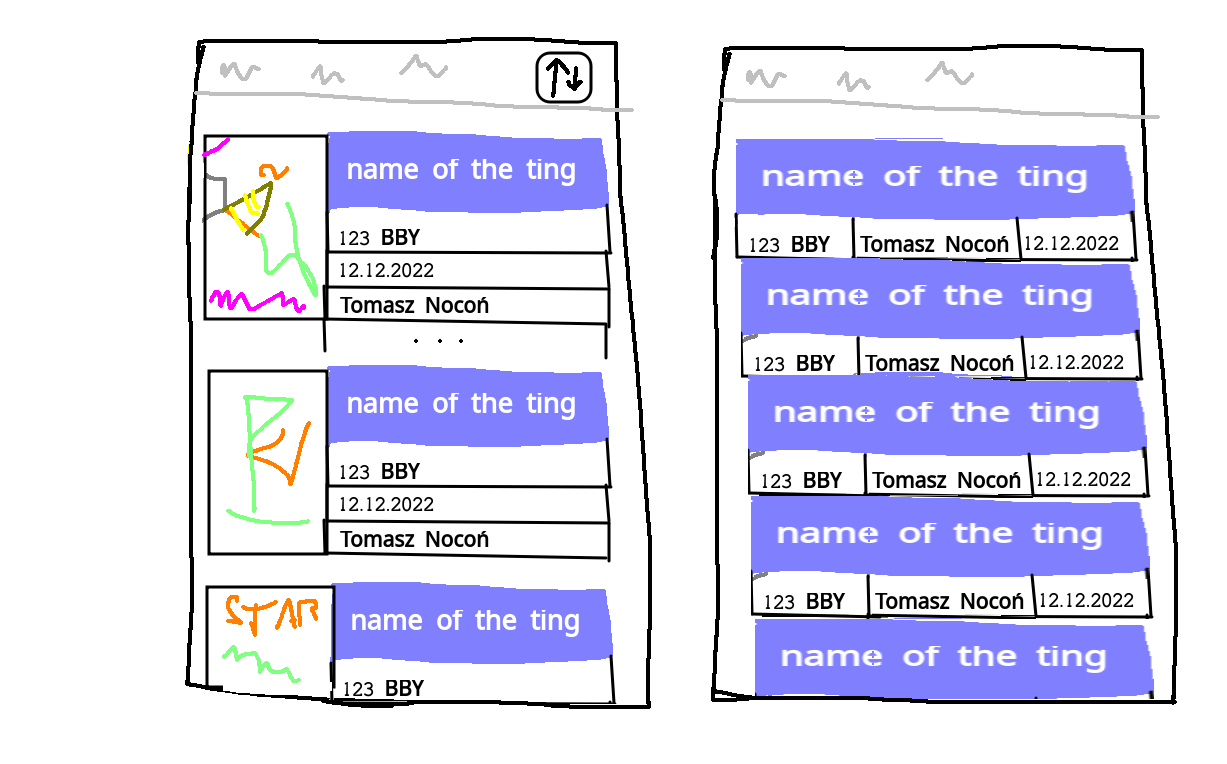 name of the ting
123 BBY
12.12.2022
Tomasz Nocoń
. . .
name of the ting
123 BBY
12.12.2022
Tomasz Nocoń
STAR
name of the ting
123 BBY
name of the ting
123 BBY Tomasz Nocoń 12.12.2022
name of the ting
123 BBY Tomasz Nocoń 12.12.2022
name of the ting
123 BBY Tomasz Nocoń 12.12.2022
name of the ting
123 BBY Tomasz Nocoń 12.12.2022
name of the ting